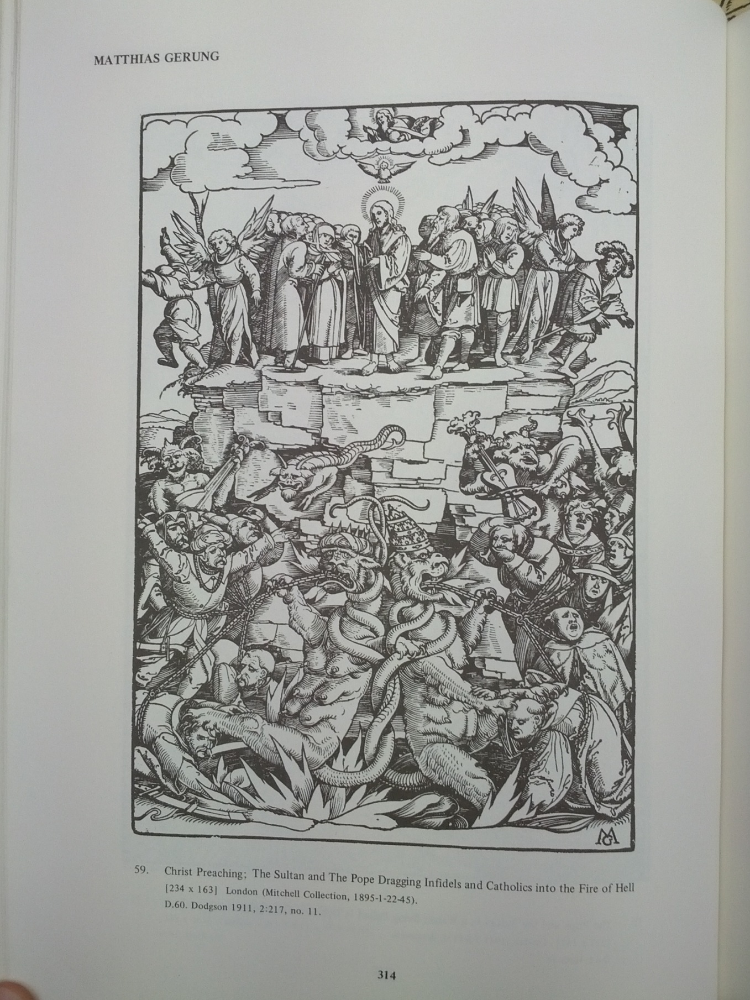 MATTHIAS GERUNG
MG
59. Christ Preaching; The Sultan and The Pope Dragging Infidels and Catholics into the Fire of Hell
[234 x 163] London (Mitchell Collection, 1895-1-22-45).
D.60. Dodgson 1911, 2:217, no. 11.
314